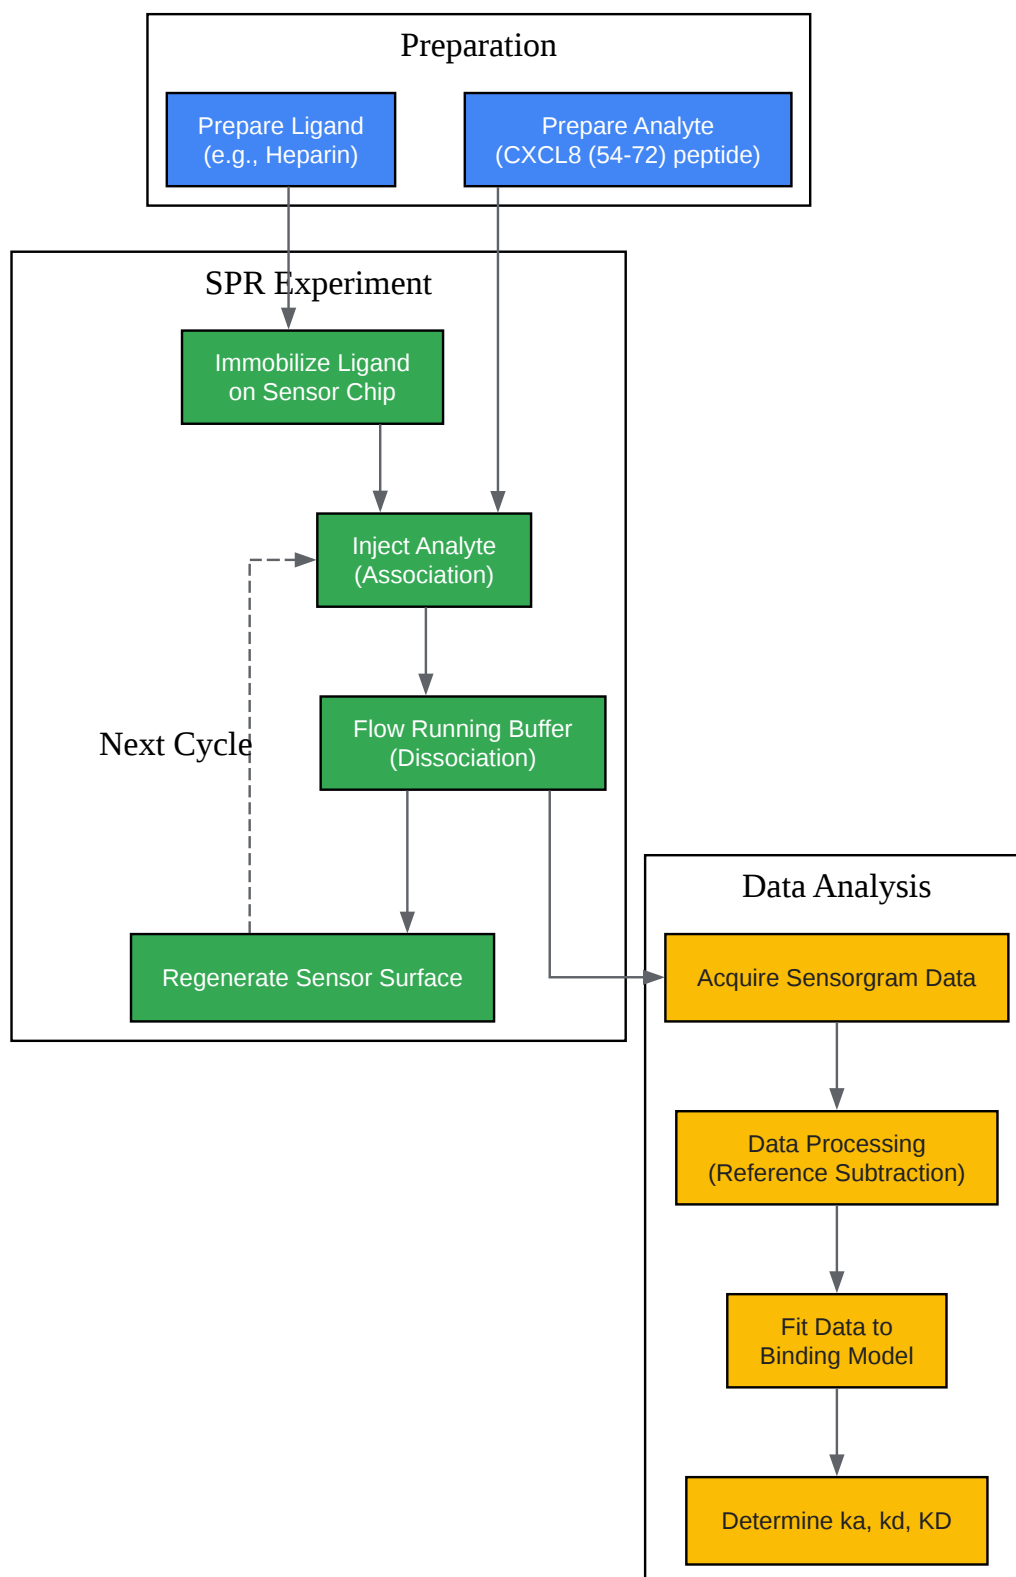 Preparation
Prepare Ligand
(e.g., Heparin)
Prepare Analyte
(CXCL8 (54-72) peptide)
SPR Experiment
Immobilize Ligand
on Sensor Chip
Inject Analyte
(Association)
Flow Running Buffer
(Dissociation)
Next Cycle
Regenerate Sensor Surface
Data Analysis
Acquire Sensorgram Data
Data Processing
(Reference Subtraction)
Fit Data to
Binding Model
Determine ka, kd, KD